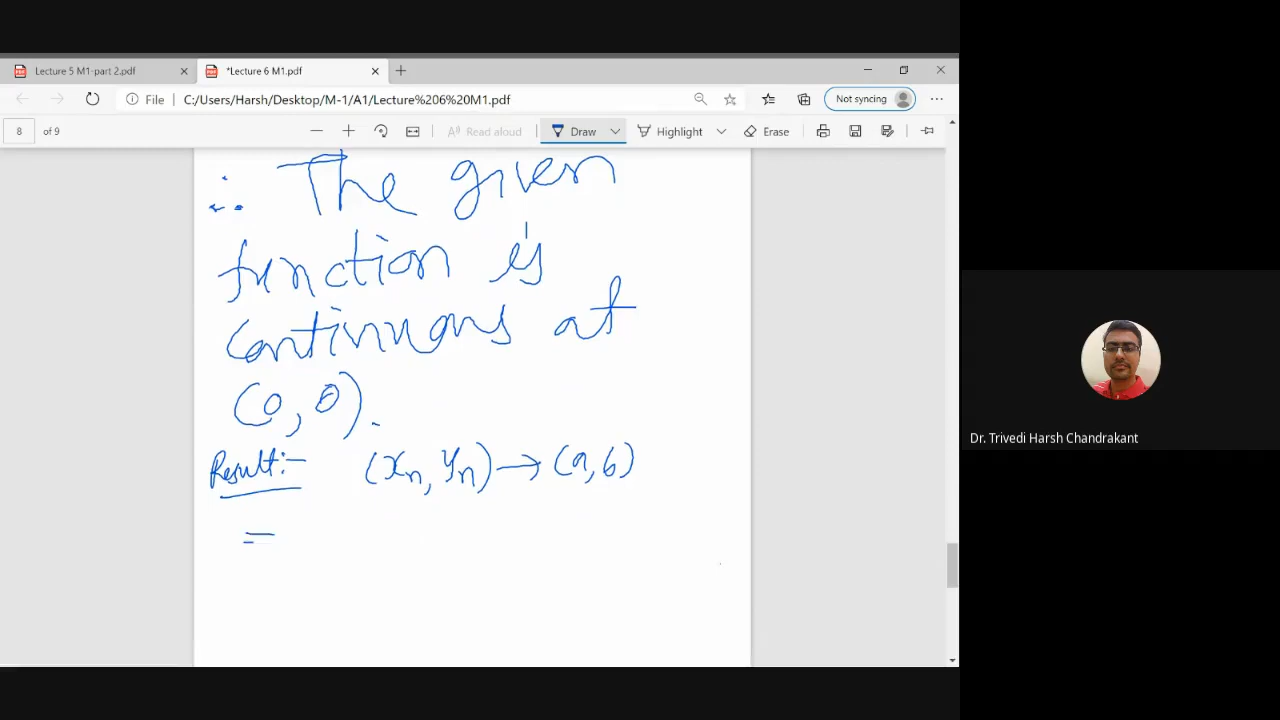 Lecture 5 M1-part 2.pdf
*Lecture 6 M1.pdf
File | C:/Users/Harsh/Desktop/M-1/A1/Lecture%206%20M1.pdf
Not syncing
8 of 9
Read aloud
Draw
Highlight
Erase
∴ The given
function is
continuous at
(0, 0).
Result:- (xn, yn) → (a, b)
=
Dr. Trivedi Harsh Chandrakant